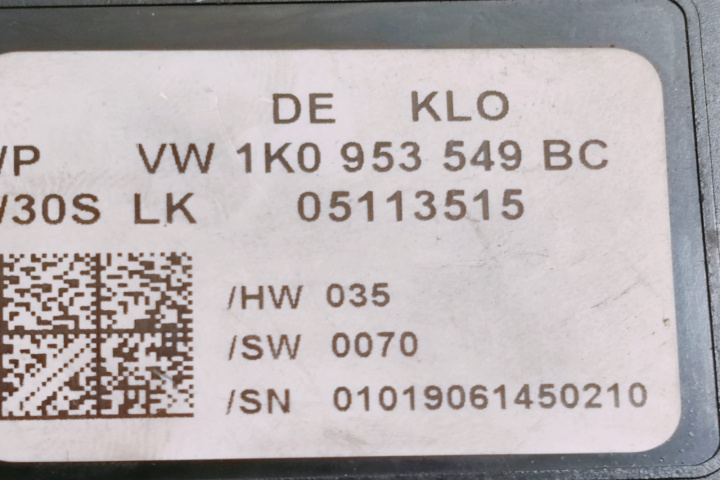 DE KLO
/P VW 1K0 953 549 BC
/30S LK 05113515
/HW 035
/SW 0070
/SN 01019061450210